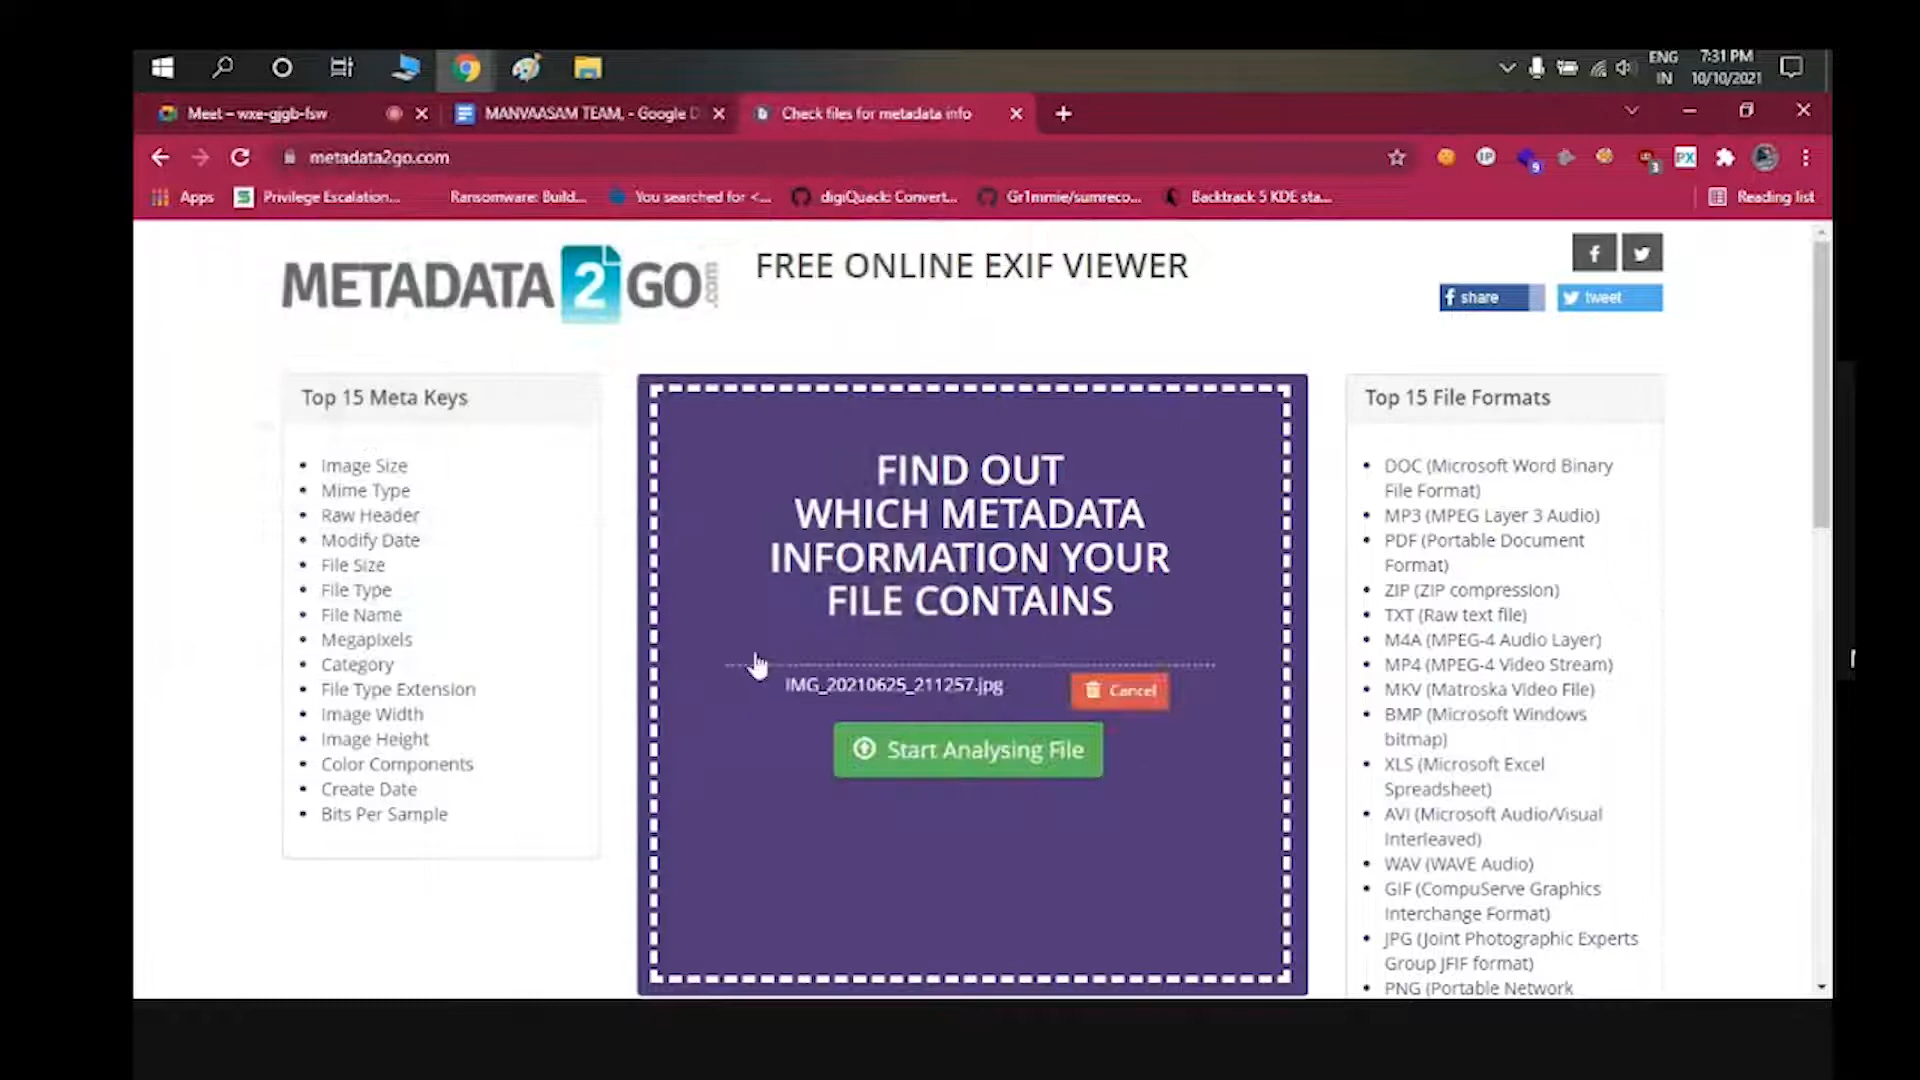 ENG
IN
7:31 PM
10/10/2021
Meet – wxe-gjgb-fsw
MANVAASAM TEAM, - Google D
Check files for metadata info
metadata2go.com
IP
9
3
PX
Apps
Privilege Escalation...
Ransomware: Build...
You searched for <...
digiQuack: Convert...
Gr1mmie/sumreco...
Backtrack 5 KDE sta...
Reading list
METADATA 2 GO .com
FREE ONLINE EXIF VIEWER
share
tweet
Top 15 Meta Keys
Image Size
Mime Type
Raw Header
Modify Date
File Size
File Type
File Name
Megapixels
Category
File Type Extension
Image Width
Image Height
Color Components
Create Date
Bits Per Sample
FIND OUT
WHICH METADATA
INFORMATION YOUR
FILE CONTAINS
IMG_20210625_211257.jpg
Cancel
Start Analysing File
Top 15 File Formats
DOC (Microsoft Word Binary
File Format)
MP3 (MPEG Layer 3 Audio)
PDF (Portable Document
Format)
ZIP (ZIP compression)
TXT (Raw text file)
M4A (MPEG-4 Audio Layer)
MP4 (MPEG-4 Video Stream)
MKV (Matroska Video File)
BMP (Microsoft Windows
bitmap)
XLS (Microsoft Excel
Spreadsheet)
AVI (Microsoft Audio/Visual
Interleaved)
WAV (WAVE Audio)
GIF (CompuServe Graphics
Interchange Format)
JPG (Joint Photographic Experts
Group JFIF format)
PNG (Portable Network